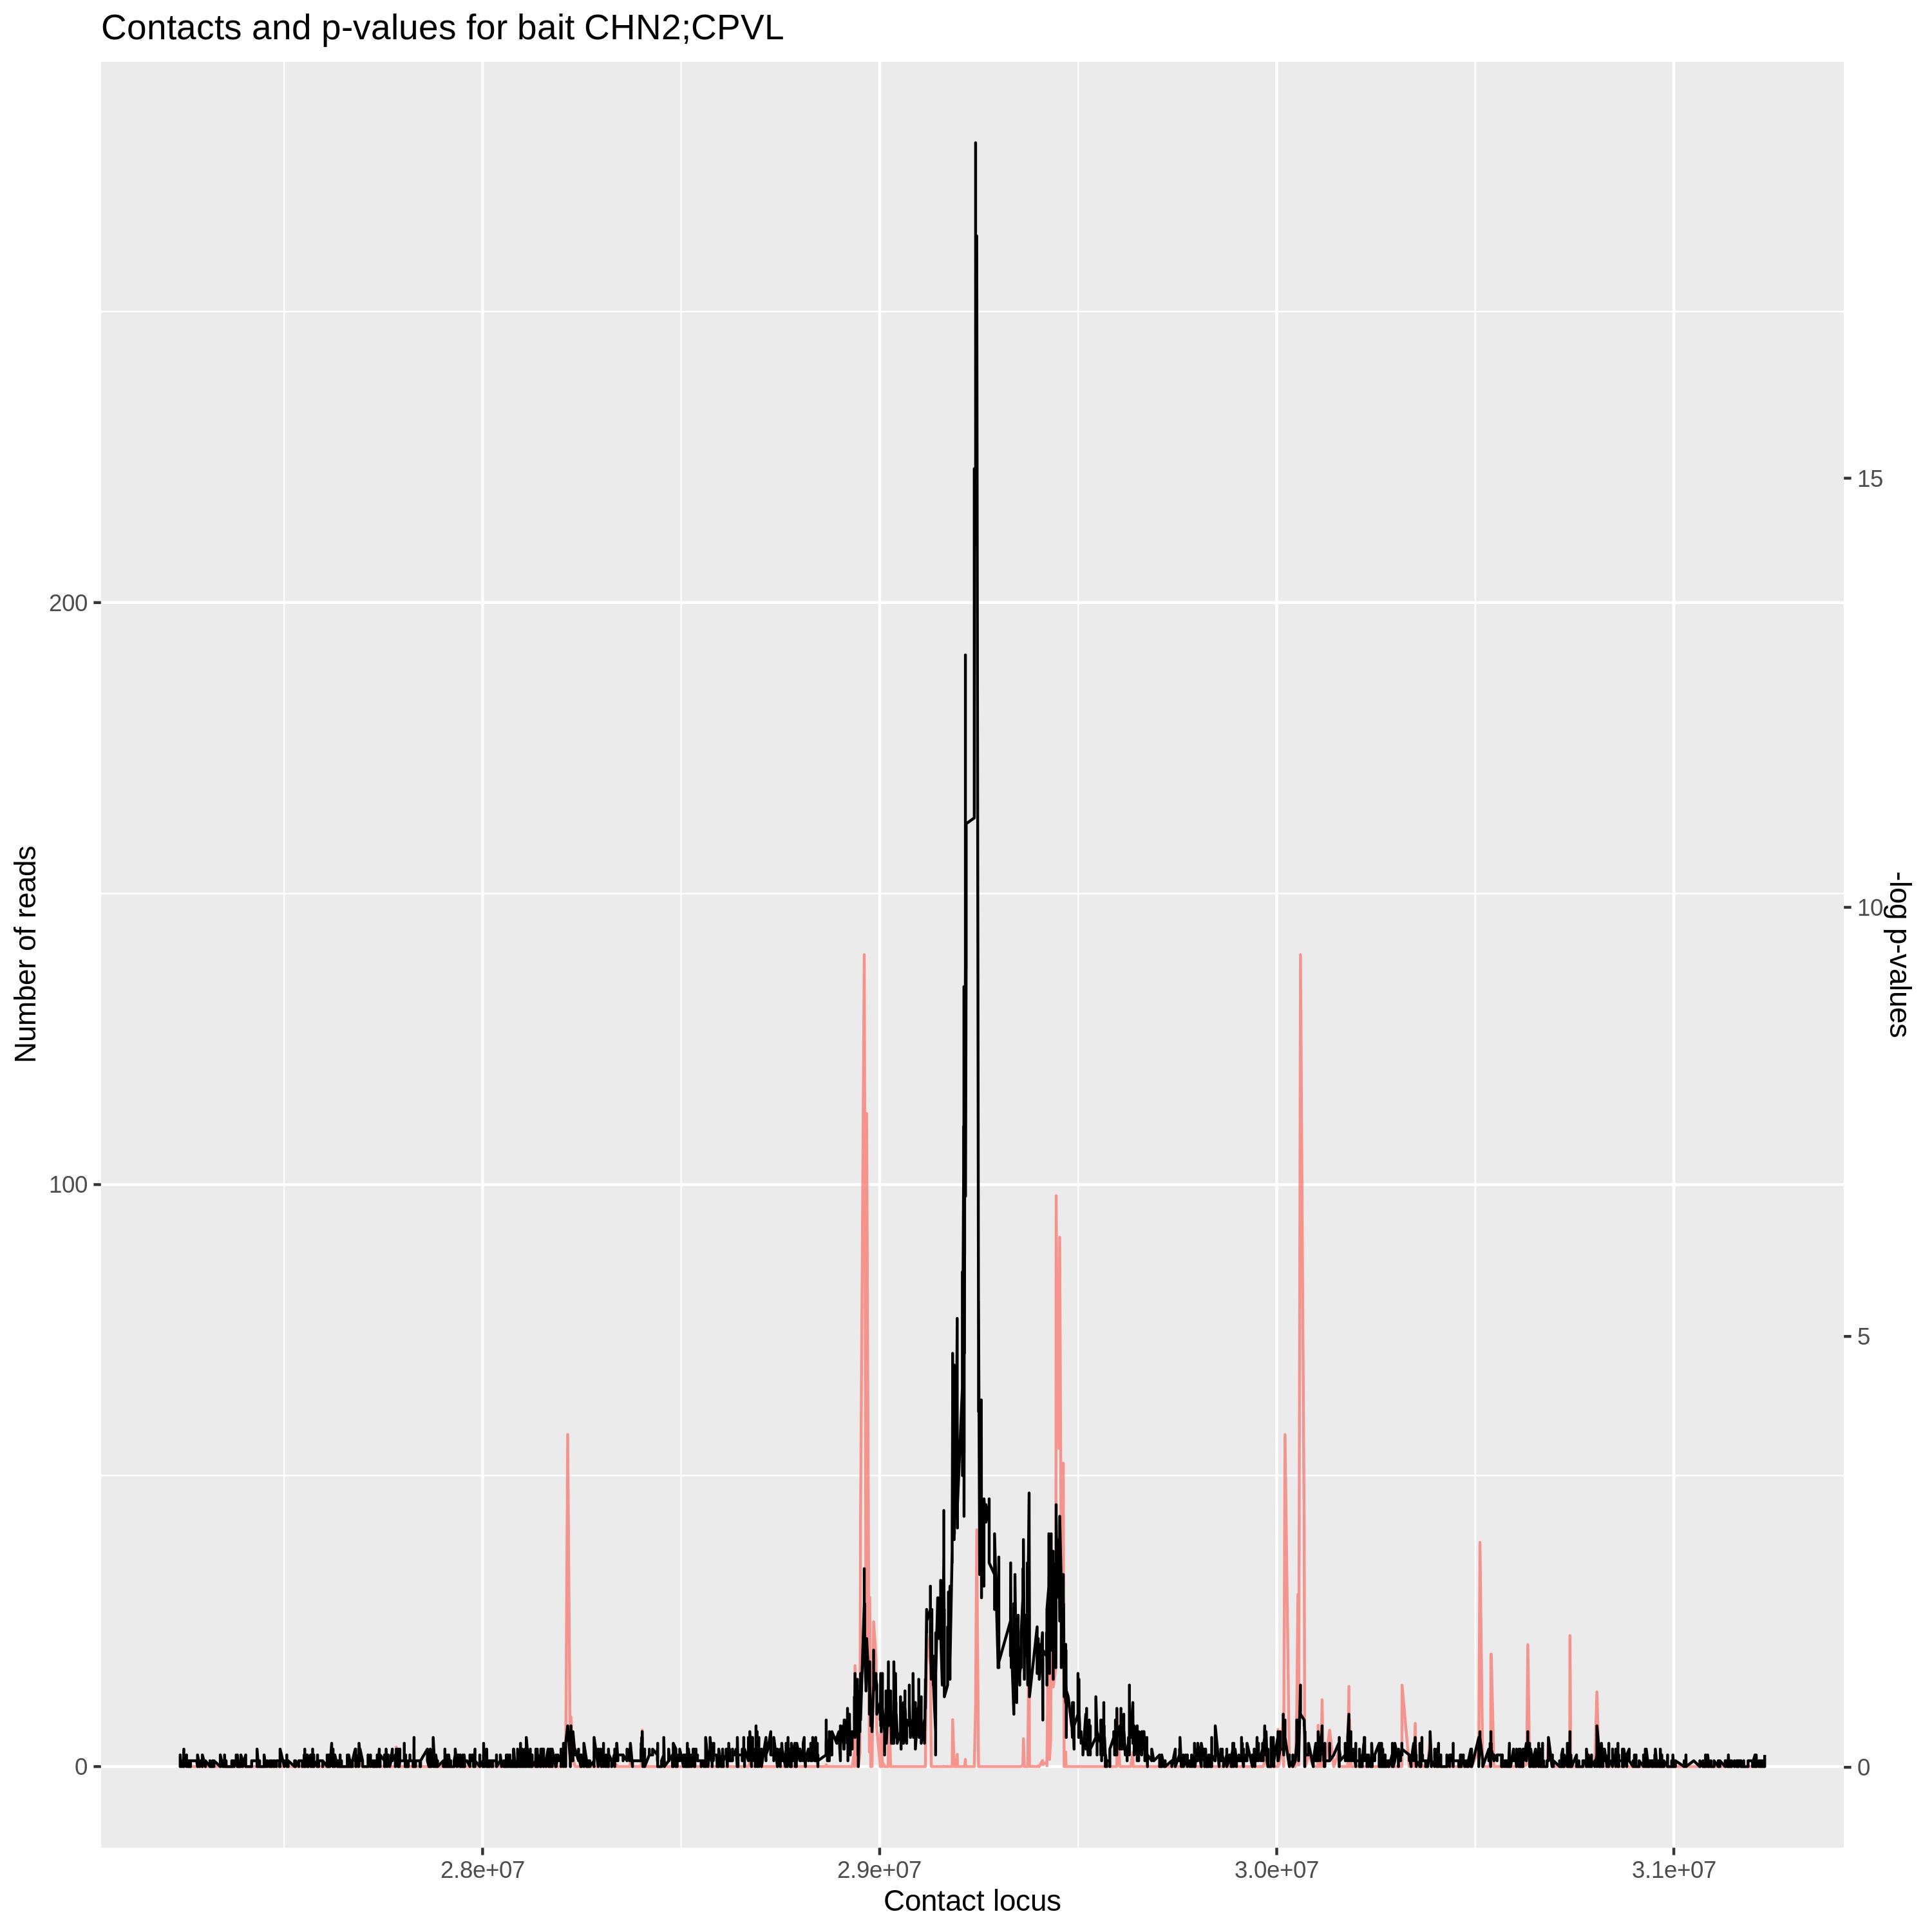 Contacts and p-values for bait CHN2;CPVL
Number of reads
200
100
0
15
10
5
0
-log p-values
2.8e+07
2.9e+07
3.0e+07
3.1e+07
Contact locus